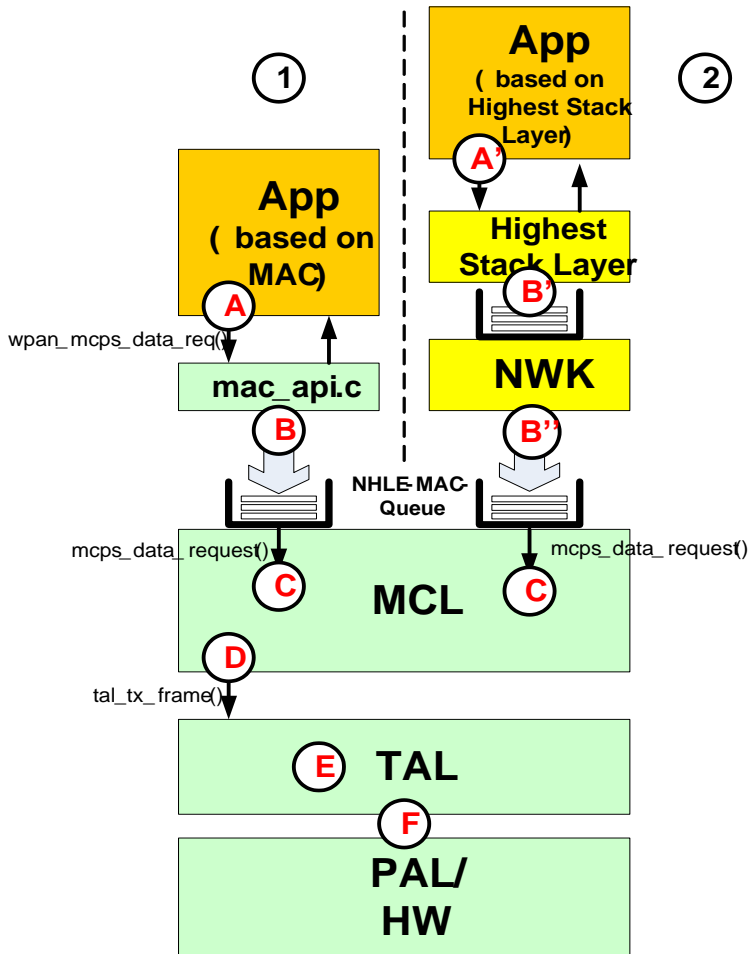 1
App
( based on
Highest Stack
Layer)
2
A'
App
( based on
MAC)
Highest
Stack Layer
A
B'
wpan_mcps_data_req()
mac_api.c
NWK
B
B''
NHLE-MAC-
Queue
mcps_data_request()
mcps_data_request()
C
MCL
C
D
tal_tx_frame()
E
TAL
F
PAL/
HW